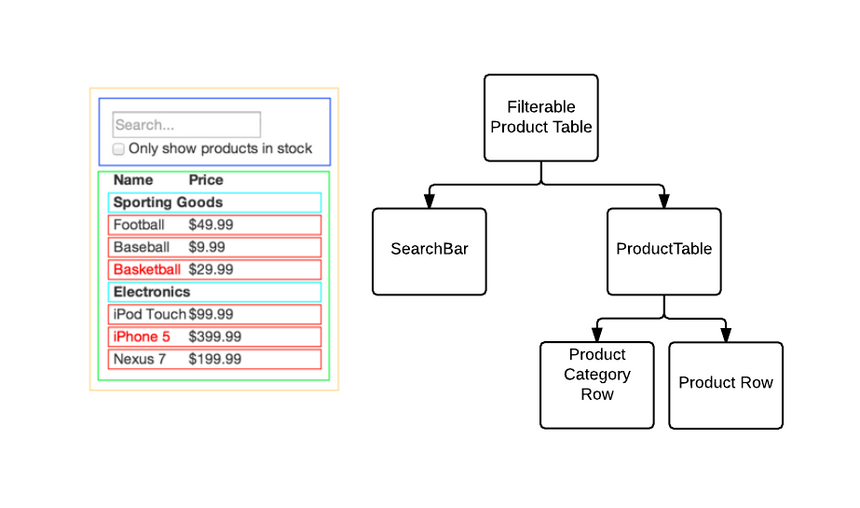 Search...
Only show products in stock
Name Price
Sporting Goods
Football $49.99
Baseball $9.99
Basketball $29.99
Electronics
iPod Touch $99.99
iPhone 5 $399.99
Nexus 7 $199.99
Filterable
Product Table
SearchBar
ProductTable
Product
Category
Row
Product Row